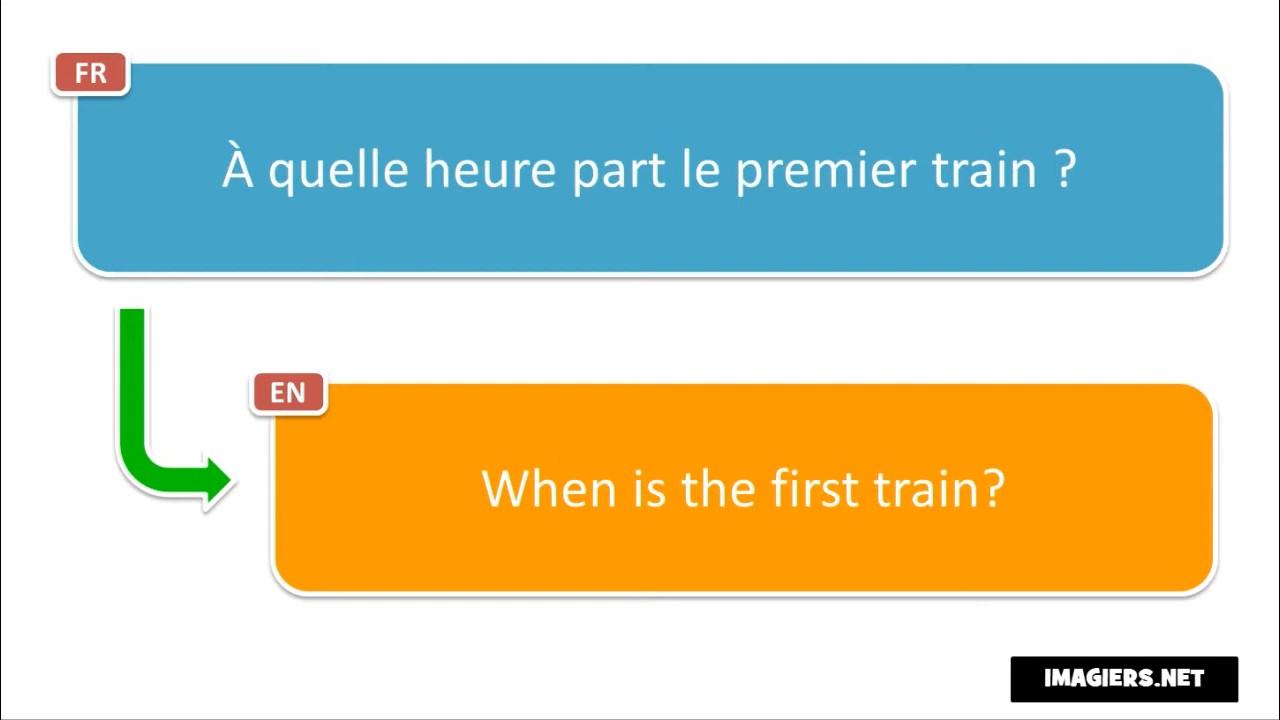 FR
À quelle heure part le premier train ?
EN
When is the first train?
IMAGIERS.NET